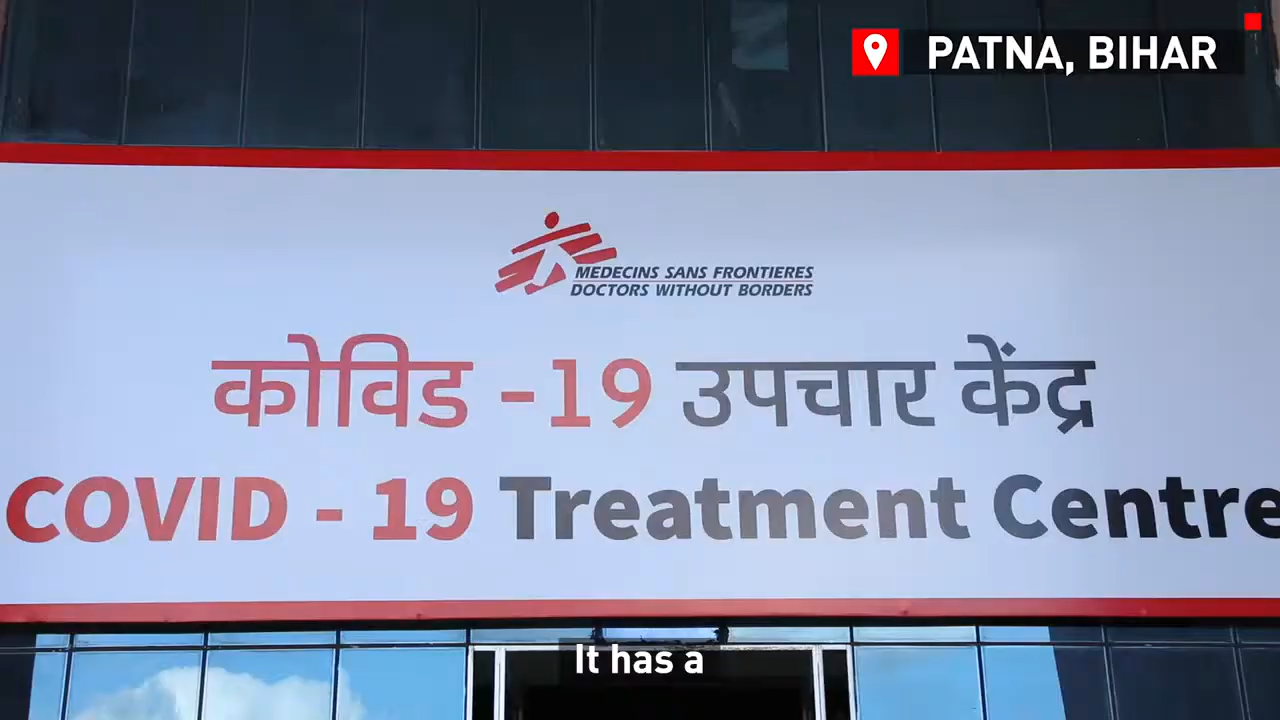 PATNA, BIHAR
MEDECINS SANS FRONTIERES
DOCTORS WITHOUT BORDERS
कोविड -19 उपचार केंद्र
COVID - 19 Treatment Centre
It has a